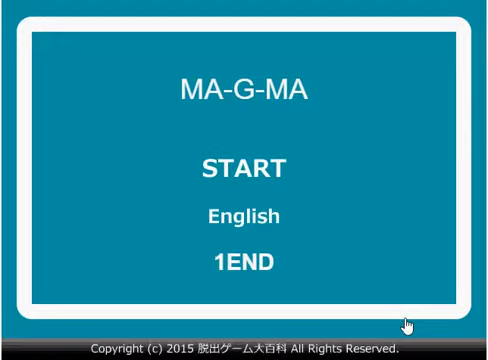 MA-G-MA
START
English
1END
Copyright (c) 2015 脱出ゲーム大百科 All Rights Reserved.